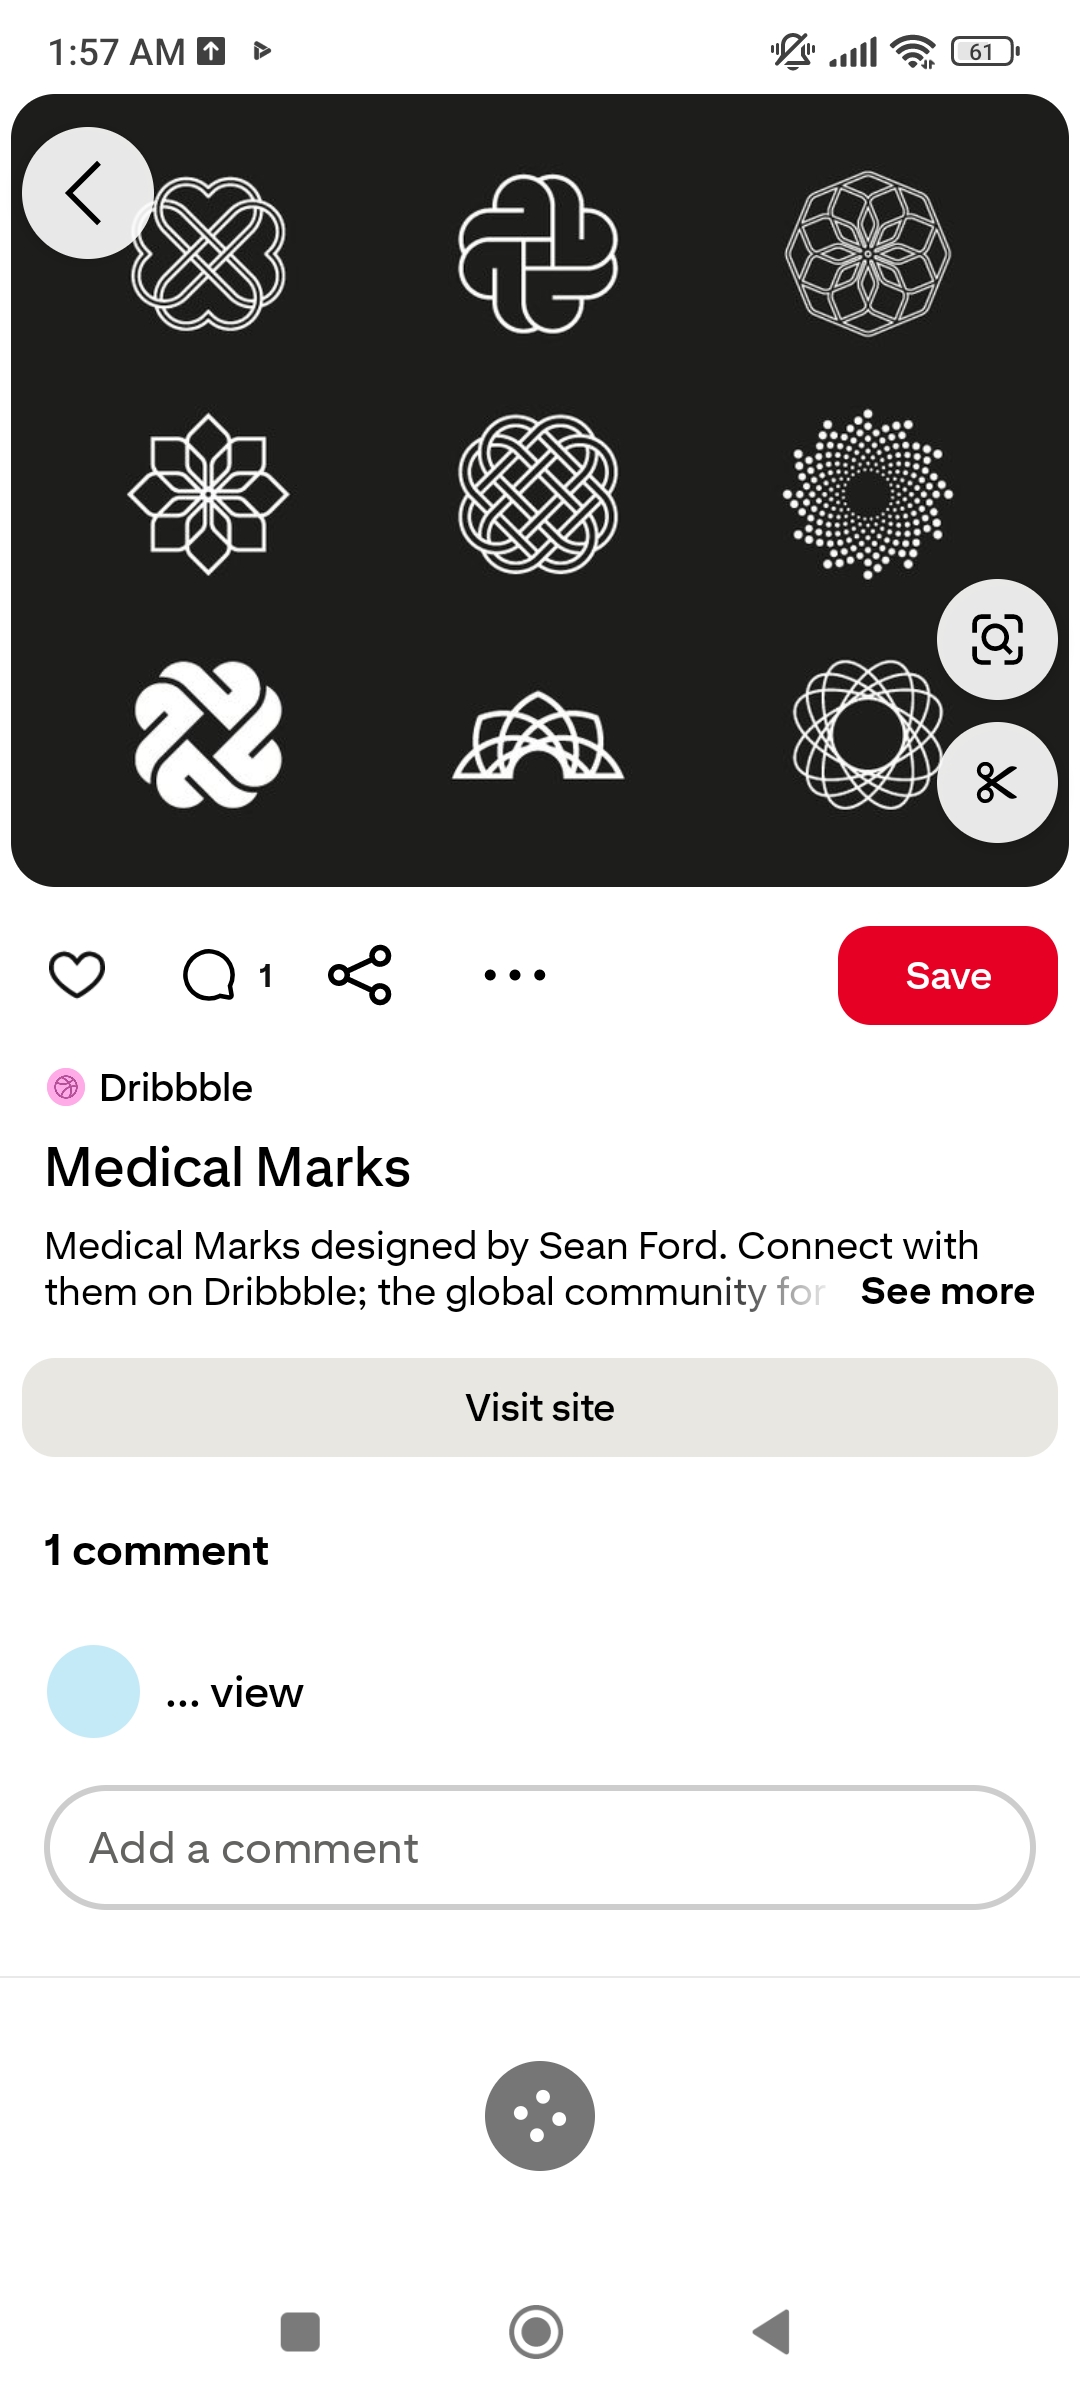 1:57 AM
61
1
Save
Dribbble
Medical Marks
Medical Marks designed by Sean Ford. Connect with
them on Dribbble; the global community for See more
Visit site
1 comment
... view
Add a comment